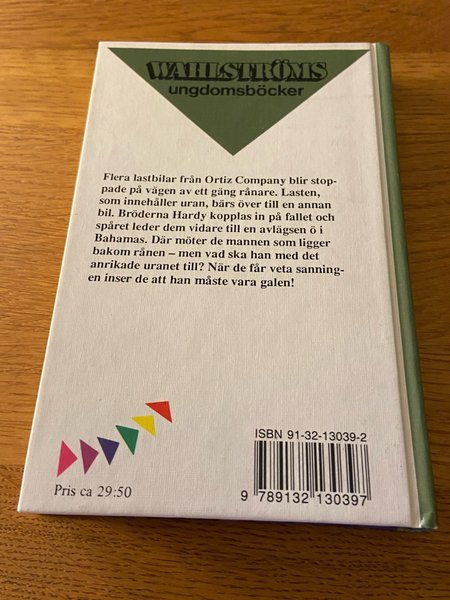 WAHLSTRÖMS
ungdomsböcker
Flera lastbilar från Ortiz Company blir stop-
pade på vägen av ett gäng rånare. Lasten,
som innehåller uran, bärs över till en annan
bil. Bröderna Hardy kopplas in på fallet och
spåret leder dem vidare till en avlägsen ö i
Bahamas. Där möter de mannen som ligger
bakom rånen – men vad ska han med det
anrikade uranet till? När de får veta sanning-
en inser de att han måste vara galen!
Pris ca 29:50
ISBN 91-32-13039-2
9 789132 130397